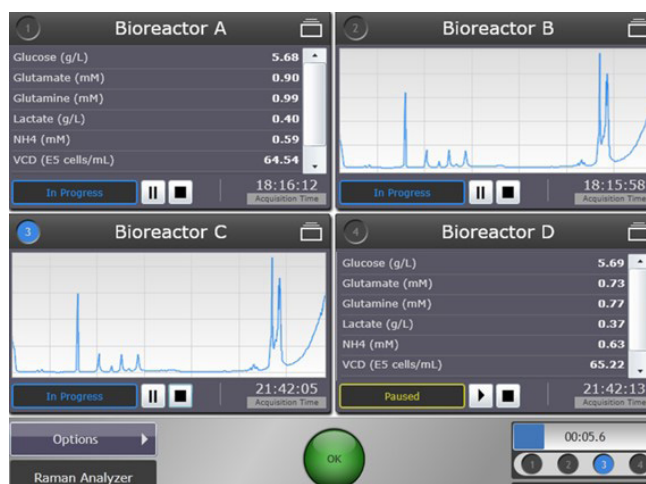 1 Bioreactor A
Glucose (g/L) 5.68
Glutamate (mM) 0.90
Glutamine (mM) 0.99
Lactate (g/L) 0.40
NH4 (mM) 0.59
VCD (E5 cells/mL) 64.54
In Progress 18:16:12
Acquisition Time
2 Bioreactor B
In Progress 18:15:58
Acquisition Time
3 Bioreactor C
In Progress 21:42:05
Acquisition Time
4 Bioreactor D
Glucose (g/L) 5.69
Glutamate (mM) 0.73
Glutamine (mM) 0.77
Lactate (g/L) 0.37
NH4 (mM) 0.63
VCD (E5 cells/mL) 65.22
Paused 21:42:13
Acquisition Time
Options
Raman Analyzer
OK
00:05.6
1 2 3 4